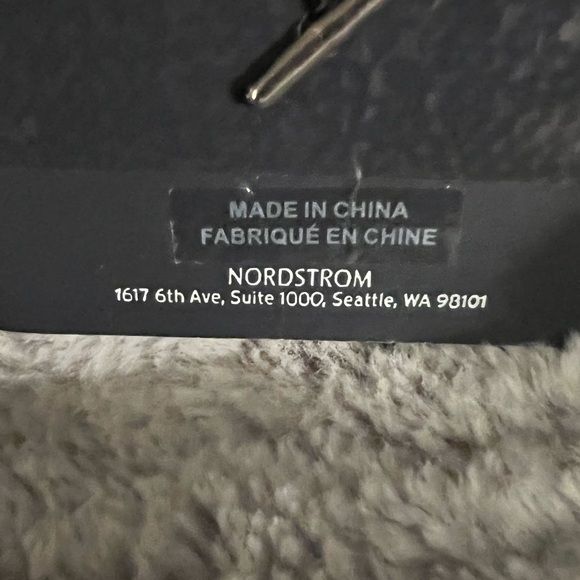 MADE IN CHINA
FABRIQUÉ EN CHINE
NORDSTROM
1617 6th Ave, Suite 1000, Seattle, WA 98101